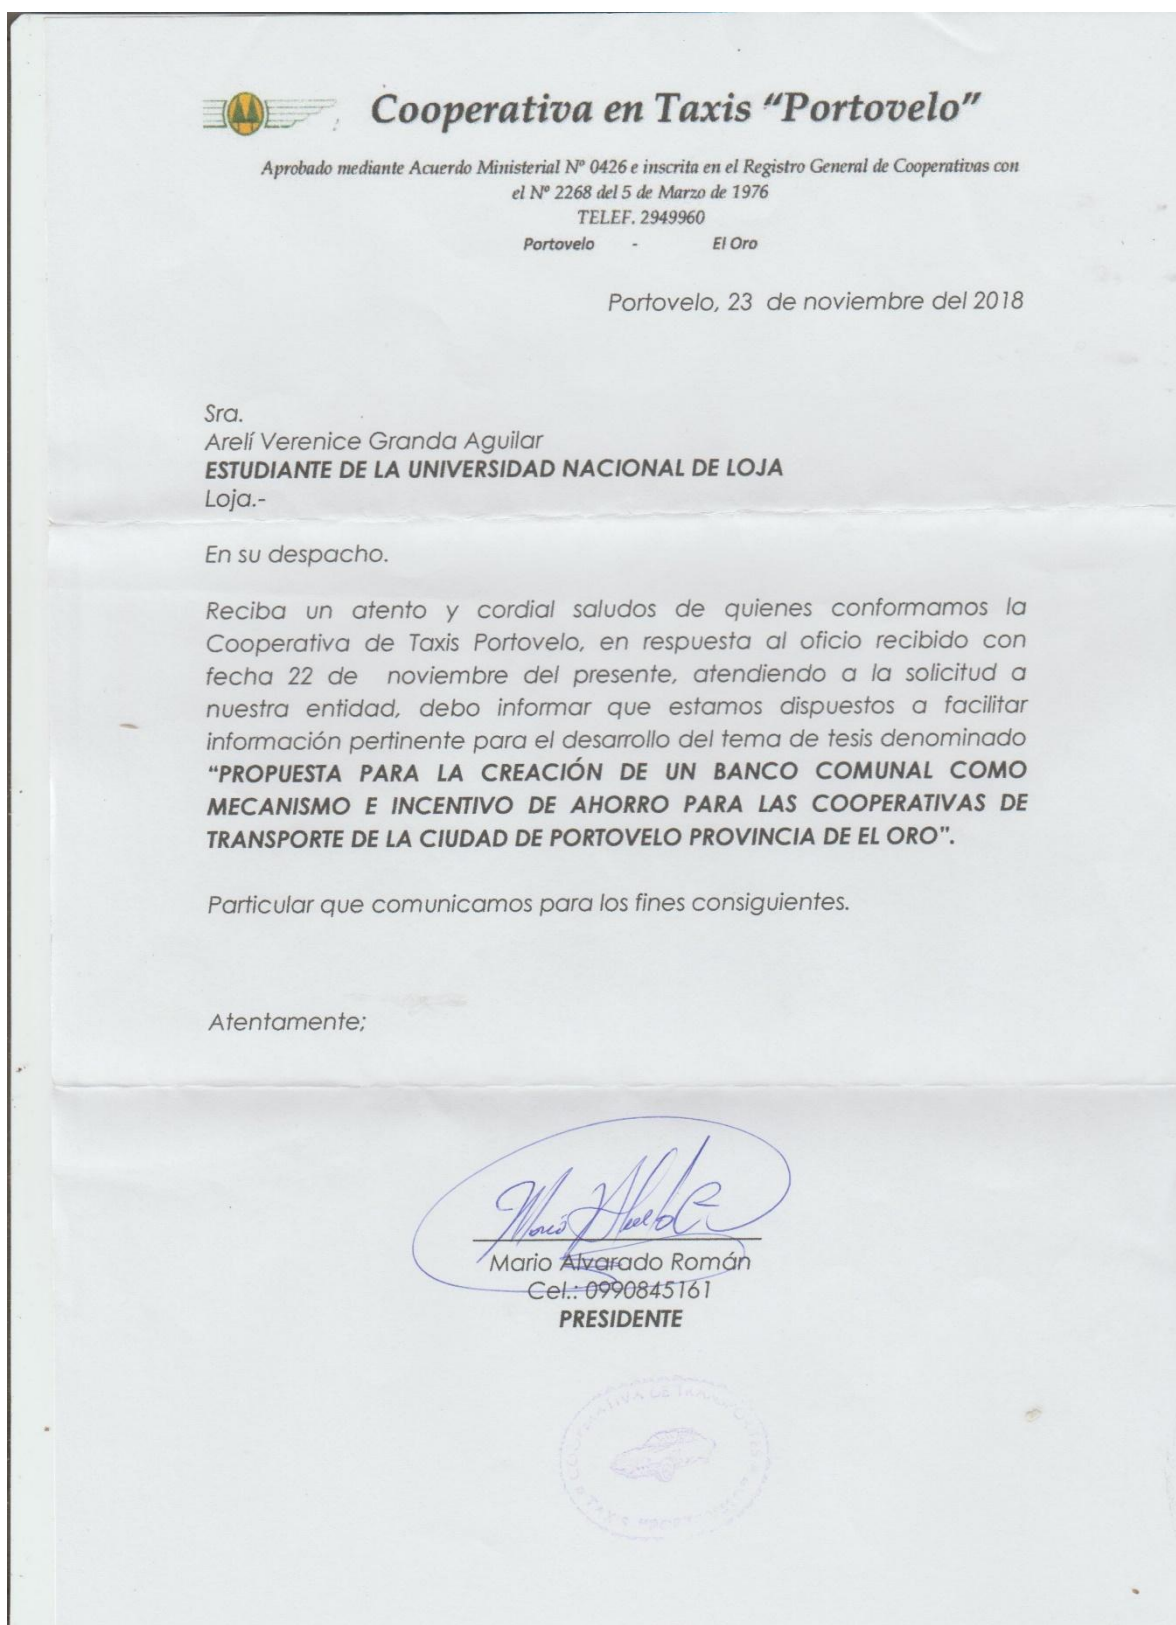 Cooperativa en Taxis “Portovelo”
Aprobado mediante Acuerdo Ministerial Nº 0426 e inscrita en el Registro General de Cooperativas con
el Nº 2268 del 5 de Marzo de 1976
TELEF. 2949960
Portovelo - El Oro
Portovelo, 23 de noviembre del 2018
Sra.
Arelí Verenice Granda Aguilar
ESTUDIANTE DE LA UNIVERSIDAD NACIONAL DE LOJA
Loja.-
En su despacho.
Reciba un atento y cordial saludos de quienes conformamos la
Cooperativa de Taxis Portovelo, en respuesta al oficio recibido con
fecha 22 de noviembre del presente, atendiendo a la solicitud a
nuestra entidad, debo informar que estamos dispuestos a facilitar
información pertinente para el desarrollo del tema de tesis denominado
“PROPUESTA PARA LA CREACIÓN DE UN BANCO COMUNAL COMO
MECANISMO E INCENTIVO DE AHORRO PARA LAS COOPERATIVAS DE
TRANSPORTE DE LA CIUDAD DE PORTOVELO PROVINCIA DE EL ORO”.
Particular que comunicamos para los fines consiguientes.
Atentamente;
Mario Alvarado Román
Cel.: 0990845161
PRESIDENTE
COOPERATIVA DE TRANSPORTES
TAXIS